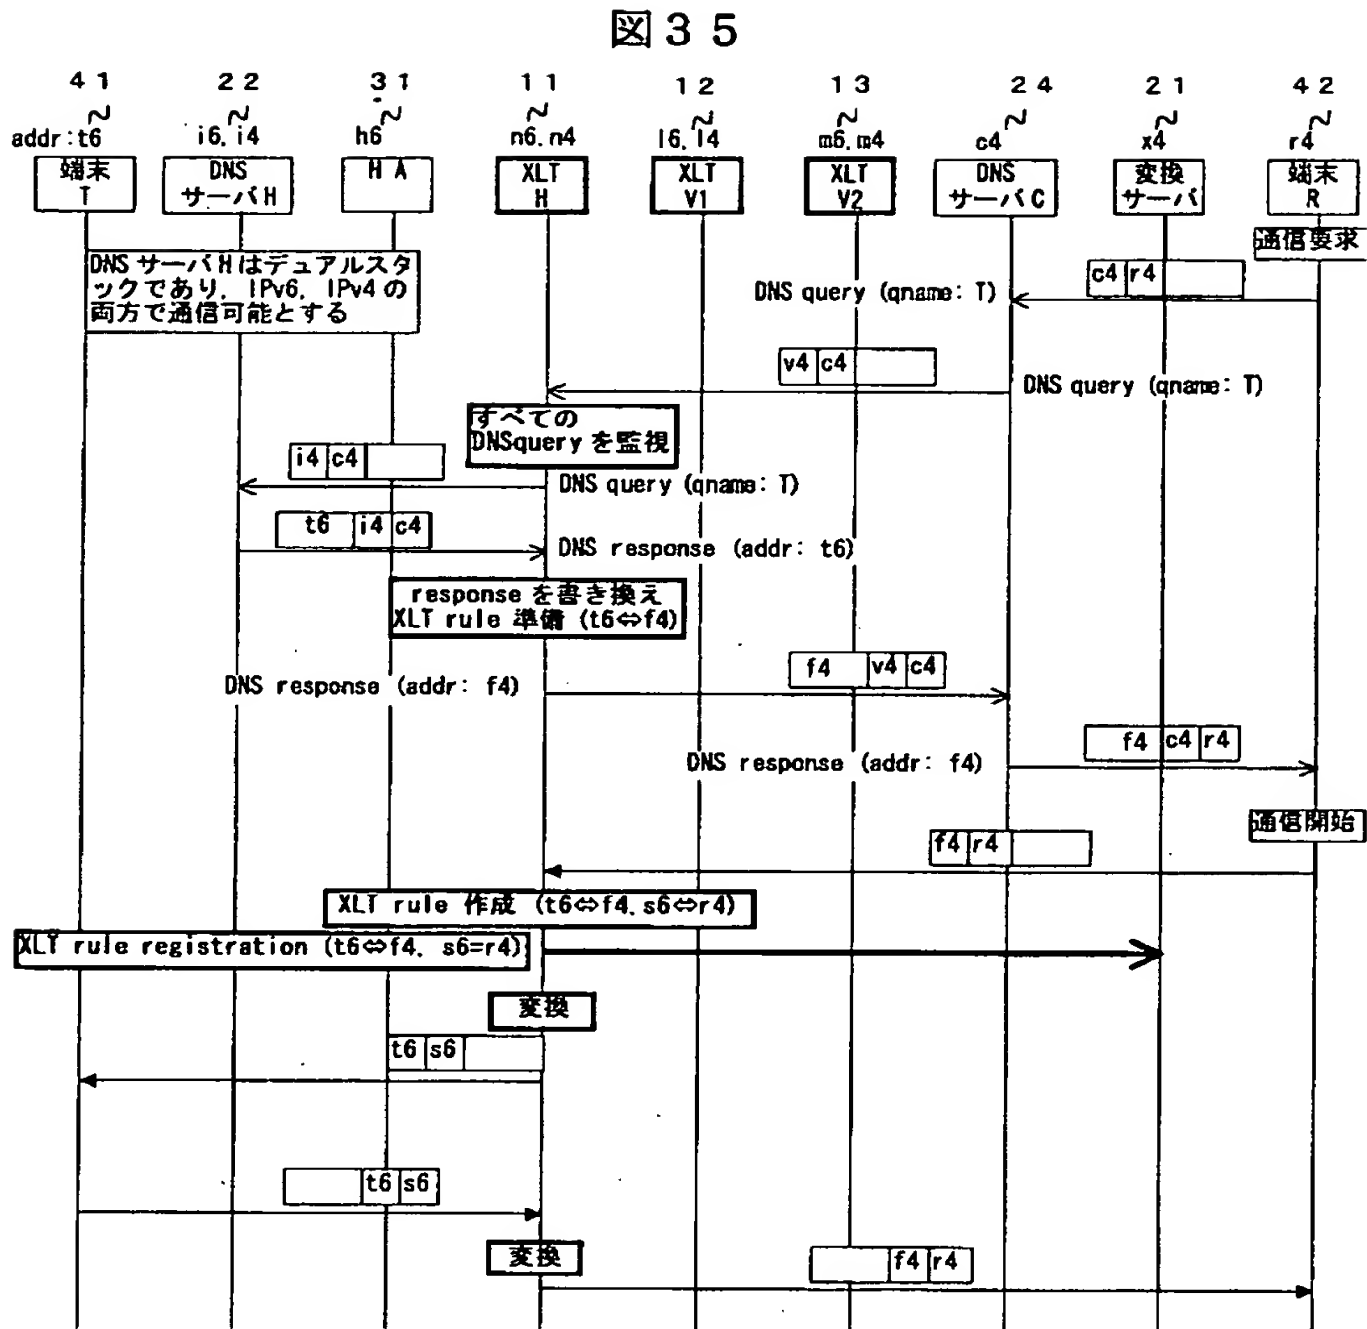 図35
41 22 31 11 12 13 24 21 42
addr:t6 i6,i4 h6 n6,n4 l6,l4 m6,m4 c4 x4 r4
端末 DNS HA XLT XLT XLT DNS 変換 端末
T サーバH H V1 V2 サーバC サーバ R
通信要求
DNSサーバHはデュアルスタ
ックであり、IPv6、IPv4の
両方で通信可能とする
c4 r4
DNS query (qname: T)
v4 c4
DNS query (qname: T)
すべての
DNSqueryを監視
i4 c4
DNS query (qname: T)
t6 i4 c4
DNS response (addr: t6)
responseを書き換え
XLT rule 準備 (t6⇔f4)
f4 v4 c4
DNS response (addr: f4)
f4 c4 r4
DNS response (addr: f4)
通信開始
f4 r4
XLT rule 作成 (t6⇔f4,s6⇔r4)
XLT rule registration (t6⇔f4, s6=r4)
変換
t6 s6
t6 s6
変換
f4 r4